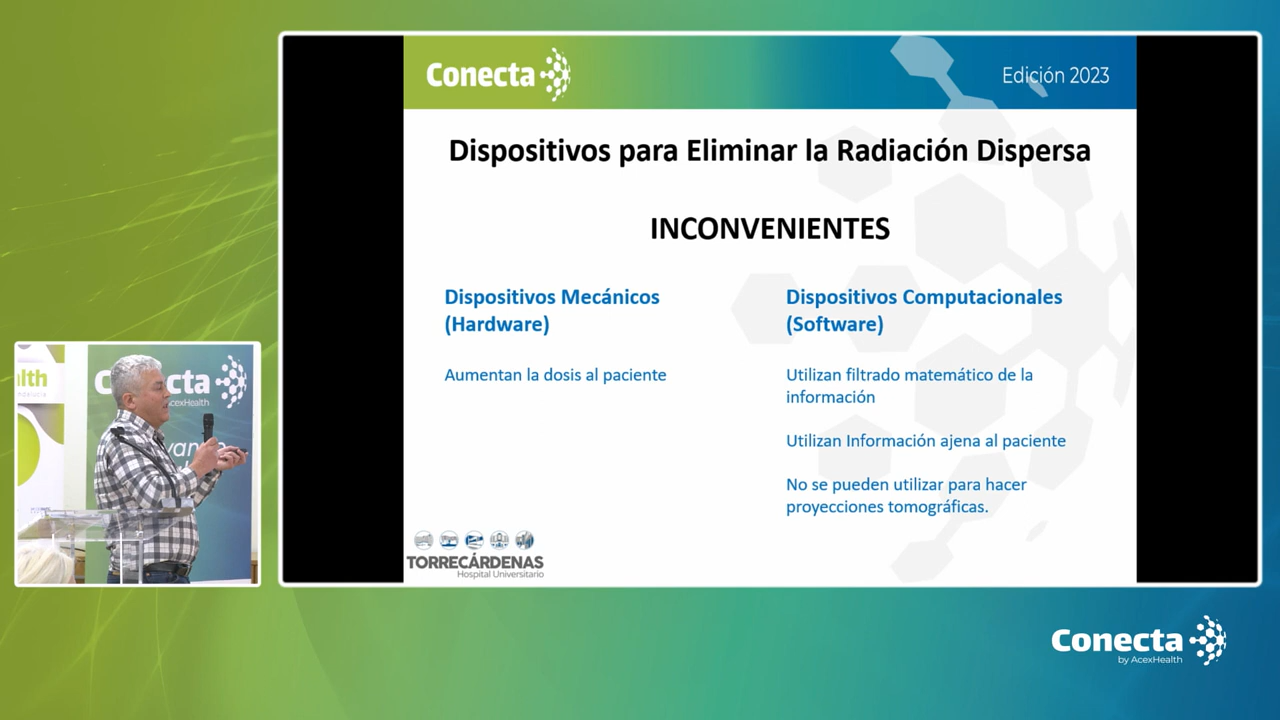 Conecta
Edición 2023
Dispositivos para Eliminar la Radiación Dispersa
INCONVENIENTES
Dispositivos Mecánicos
(Hardware)
Aumentan la dosis al paciente
Dispositivos Computacionales
(Software)
Utilizan filtrado matemático de la
información
Utilizan Información ajena al paciente
No se pueden utilizar para hacer
proyecciones tomográficas.
TORRECÁRDENAS
Hospital Universitario
Conecta
AcexHealth
Conecta
by AcexHealth